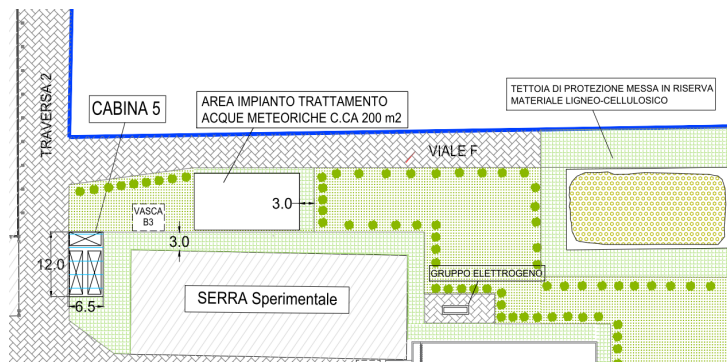 TRAVERSA 2
CABINA 5
AREA IMPIANTO TRATTAMENTO
ACQUE METEORICHE C.CA 200 m2
TETTOIA DI PROTEZIONE MESSA IN RISERVA
MATERIALE LIGNEO-CELLULOSICO
VIALE F
VASCA
B3
3.0
3.0
12.0
6.5
GRUPPO ELETTROGENO
SERRA Sperimentale